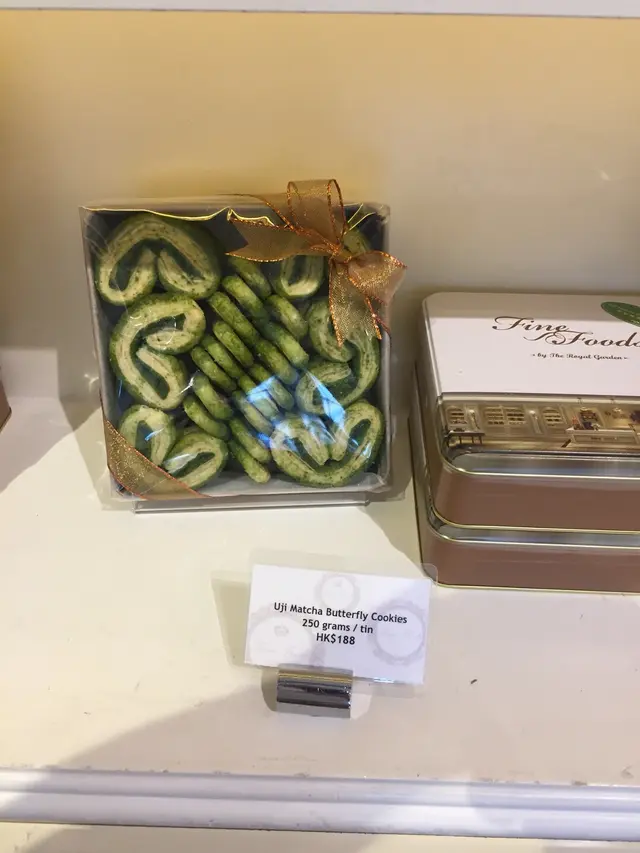 Fine
Foods
~ by The Royal Garden ~
Uji Matcha Butterfly Cookies
250 grams / tin
HK$188